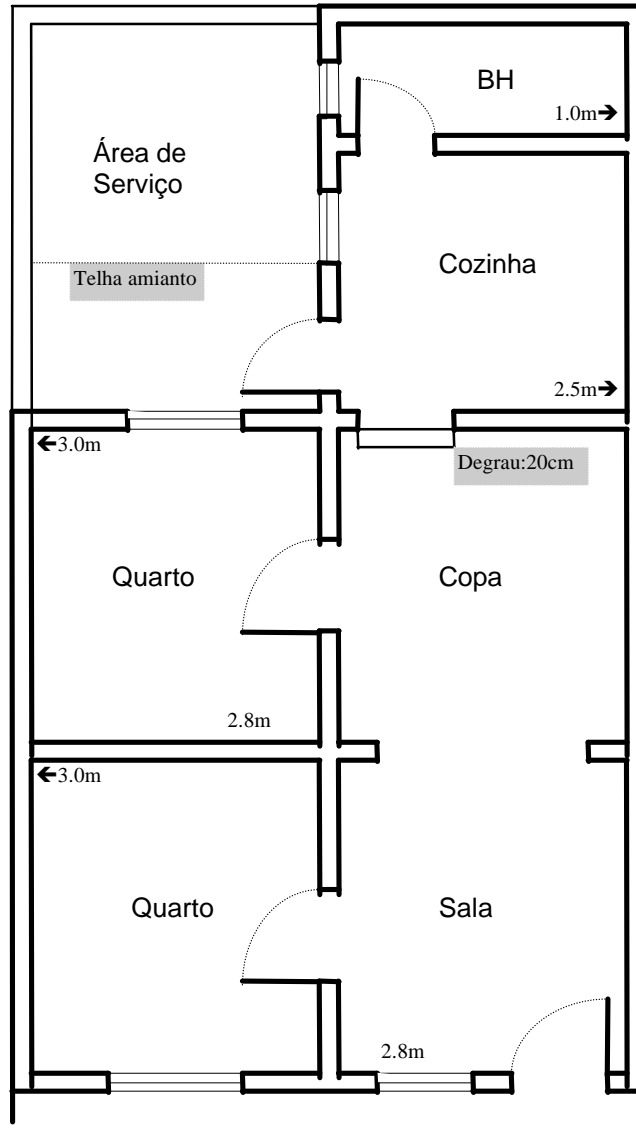 BH
1.0m→
Área de
Serviço
Cozinha
Telha amianto
2.5m→
←3.0m
Degrau:20cm
Quarto
Copa
2.8m
←3.0m
Quarto
Sala
2.8m